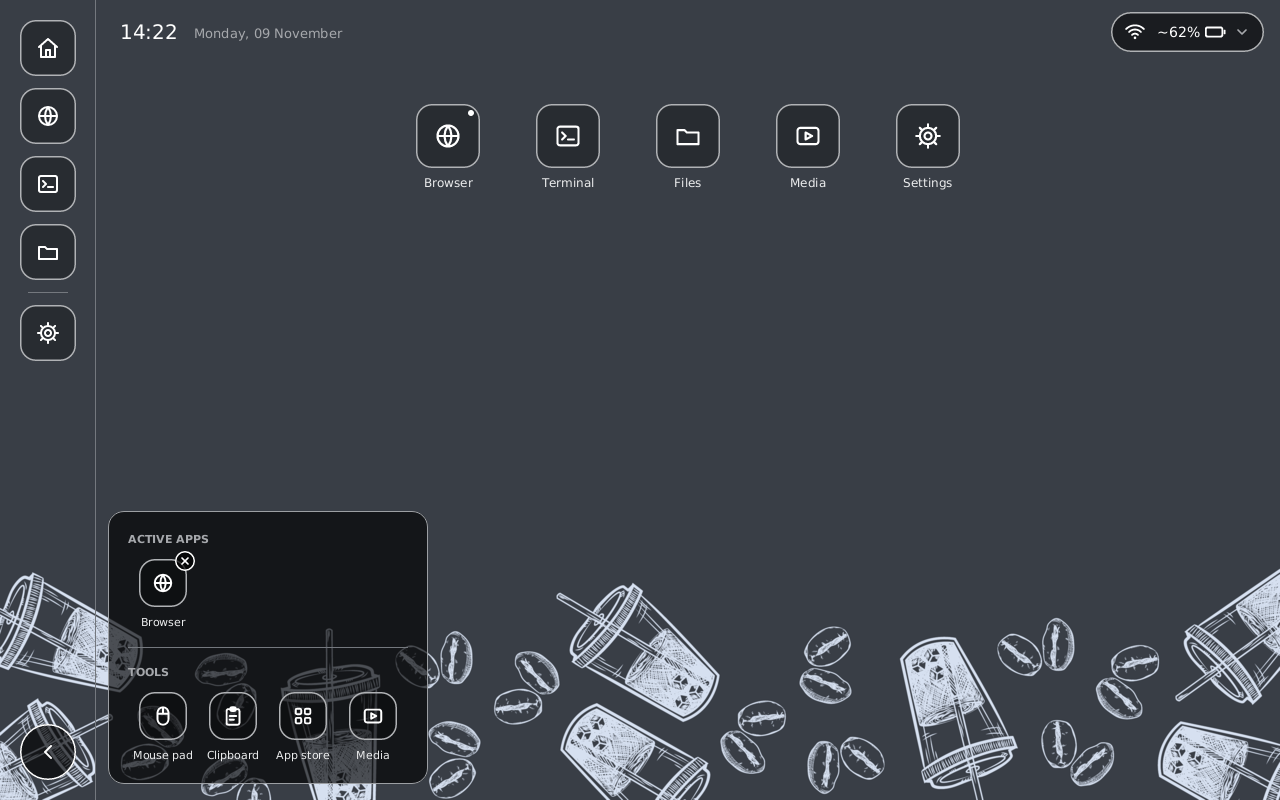 14:22 Monday, 09 November
~62%
Browser Terminal Files Media Settings
ACTIVE APPS
Browser
TOOLS
Mouse pad Clipboard App store Media